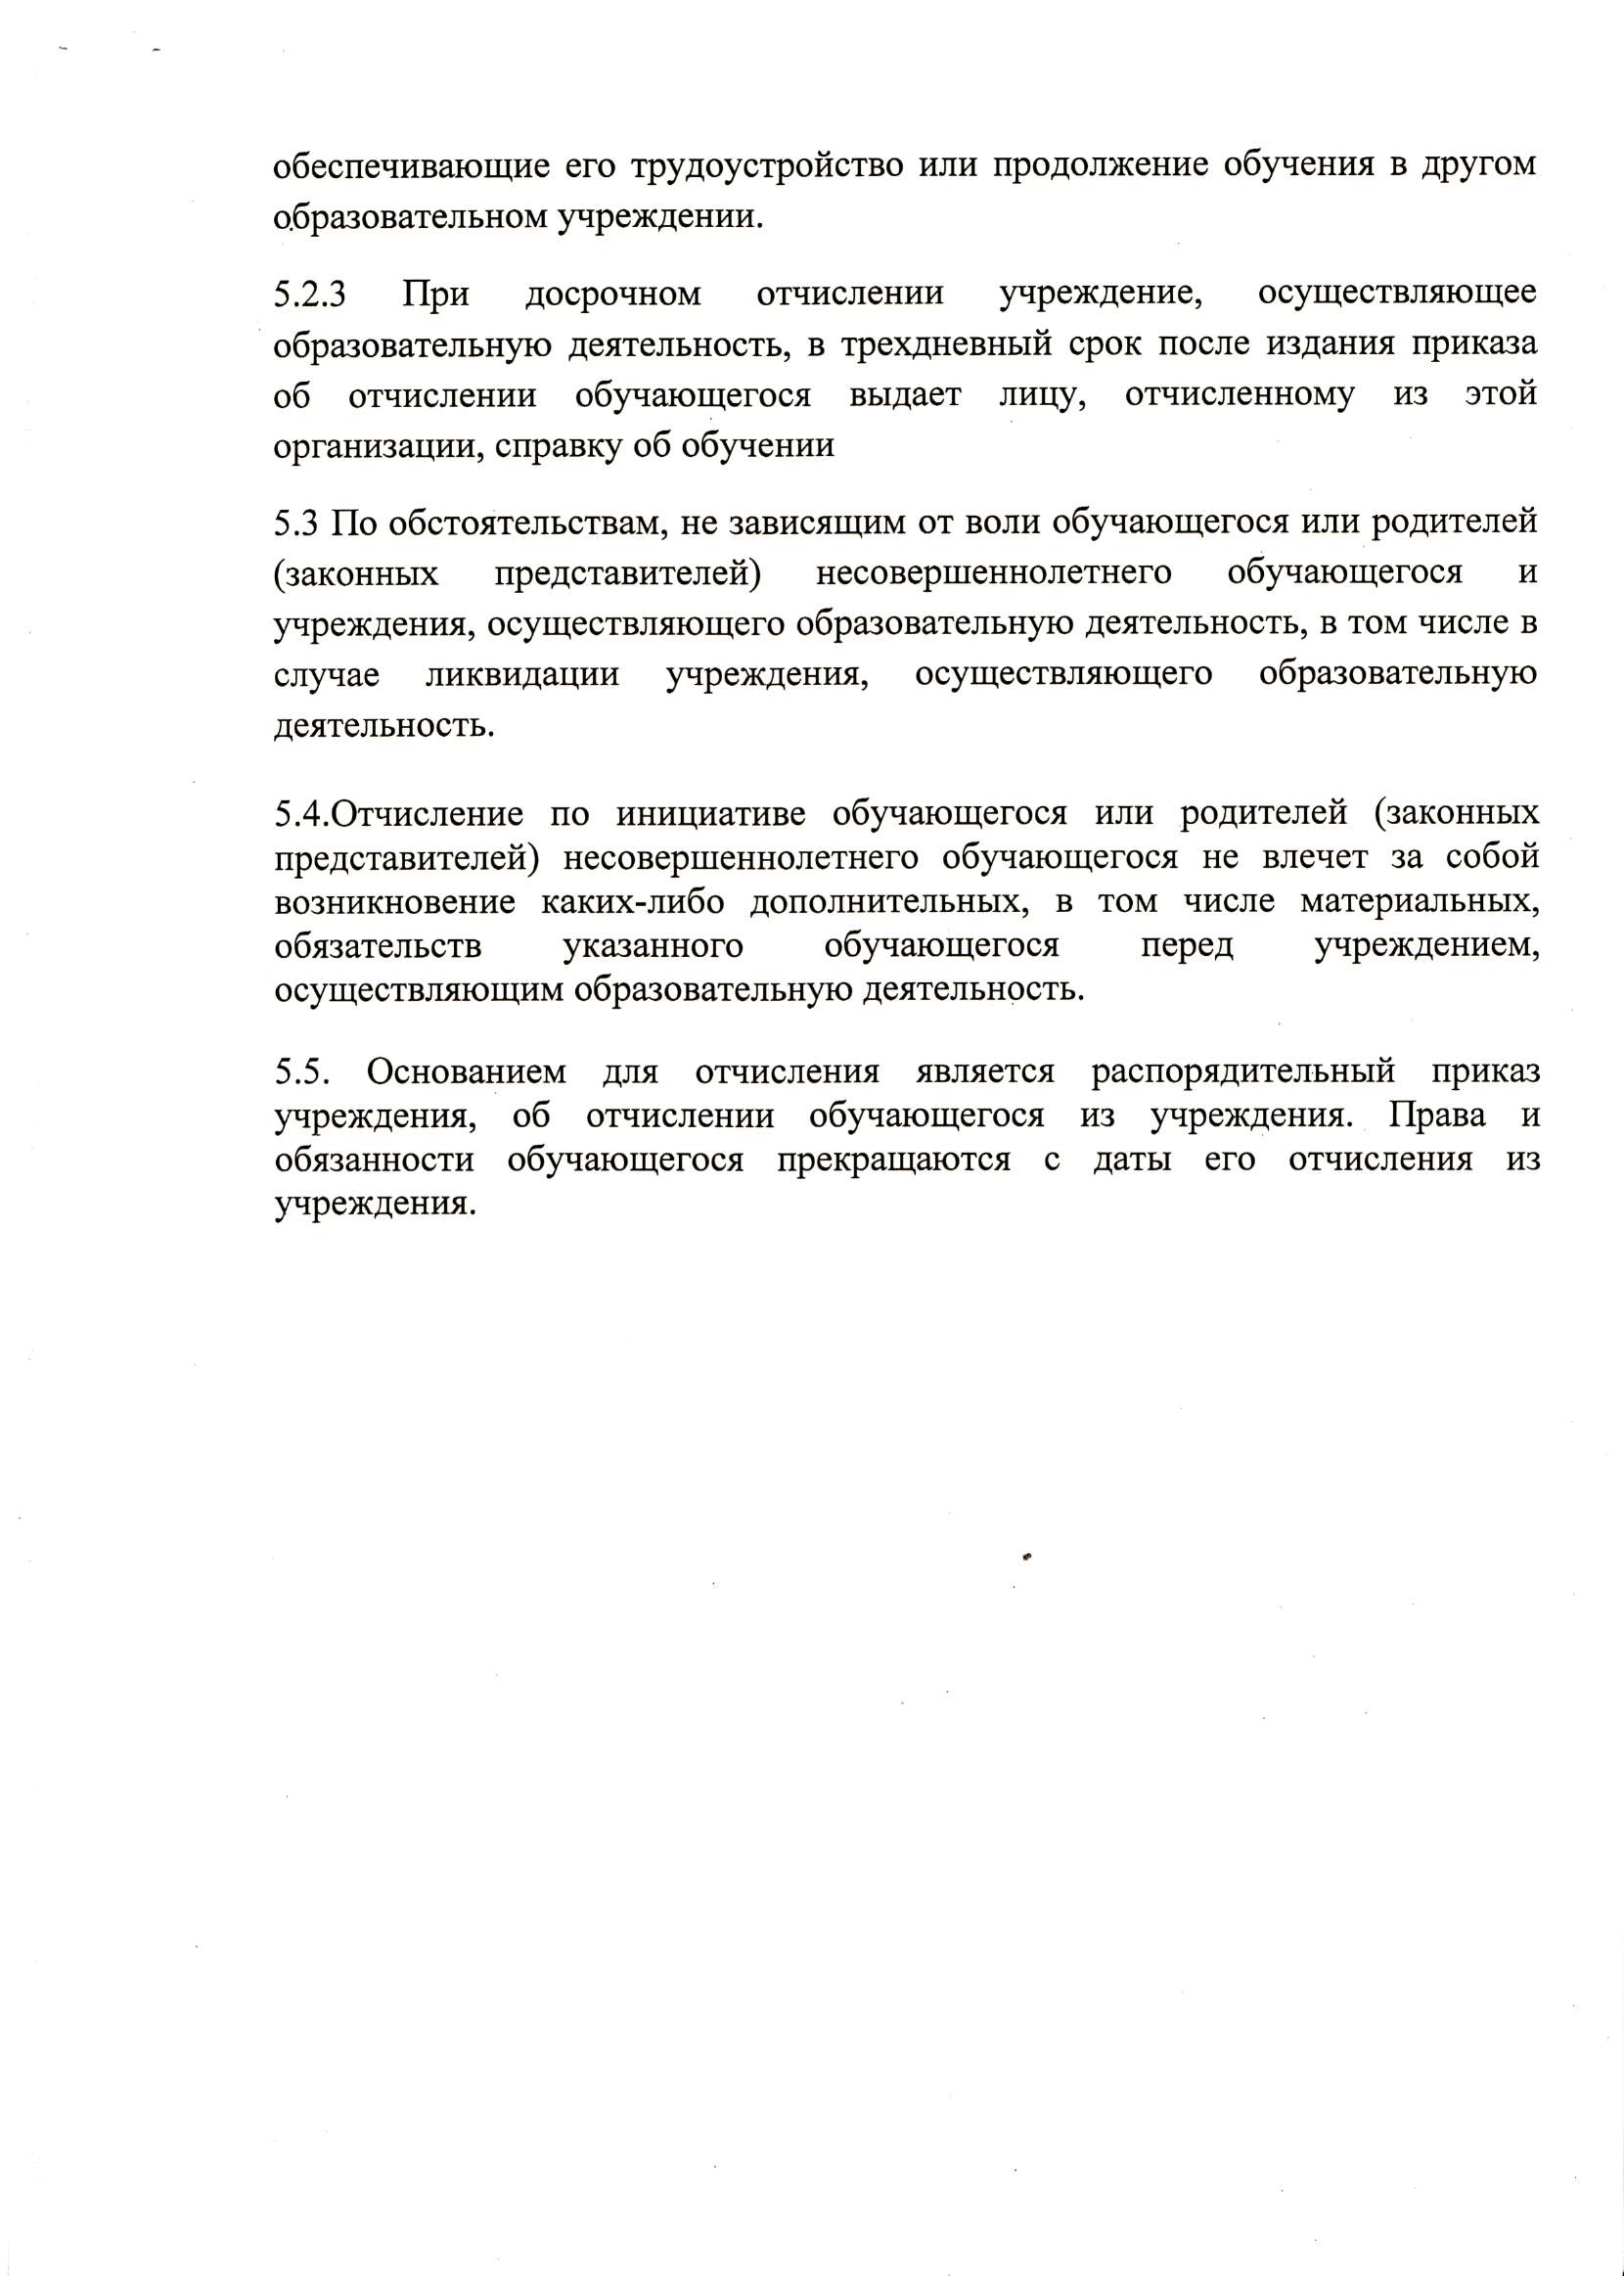 обеспечивающие его трудоустройство или продолжение обучения в другом
образовательном учреждении.
5.2.3 При досрочном отчислении учреждение, осуществляющее
образовательную деятельность, в трехдневный срок после издания приказа
об отчислении обучающегося выдает лицу, отчисленному из этой
организации, справку об обучении
5.3 По обстоятельствам, не зависящим от воли обучающегося или родителей
(законных представителей) несовершеннолетнего обучающегося и
учреждения, осуществляющего образовательную деятельность, в том числе в
случае ликвидации учреждения, осуществляющего образовательную
деятельность.
5.4.Отчисление по инициативе обучающегося или родителей (законных
представителей) несовершеннолетнего обучающегося не влечет за собой
возникновение каких-либо дополнительных, в том числе материальных,
обязательств указанного обучающегося перед учреждением,
осуществляющим образовательную деятельность.
5.5. Основанием для отчисления является распорядительный приказ
учреждения, об отчислении обучающегося из учреждения. Права и
обязанности обучающегося прекращаются с даты его отчисления из
учреждения.